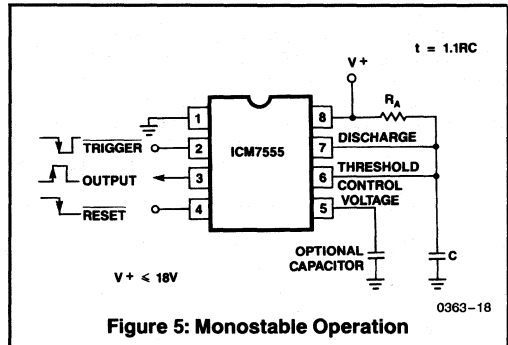 t = 1.1RC
V+
RA
1
8
ICM7555
TRIGGER
2
7
DISCHARGE
OUTPUT
3
6
THRESHOLD
RESET
4
5
CONTROL
VOLTAGE
OPTIONAL
CAPACITOR
C
V+ ⩽ 18V
0363-18
Figure 5: Monostable Operation